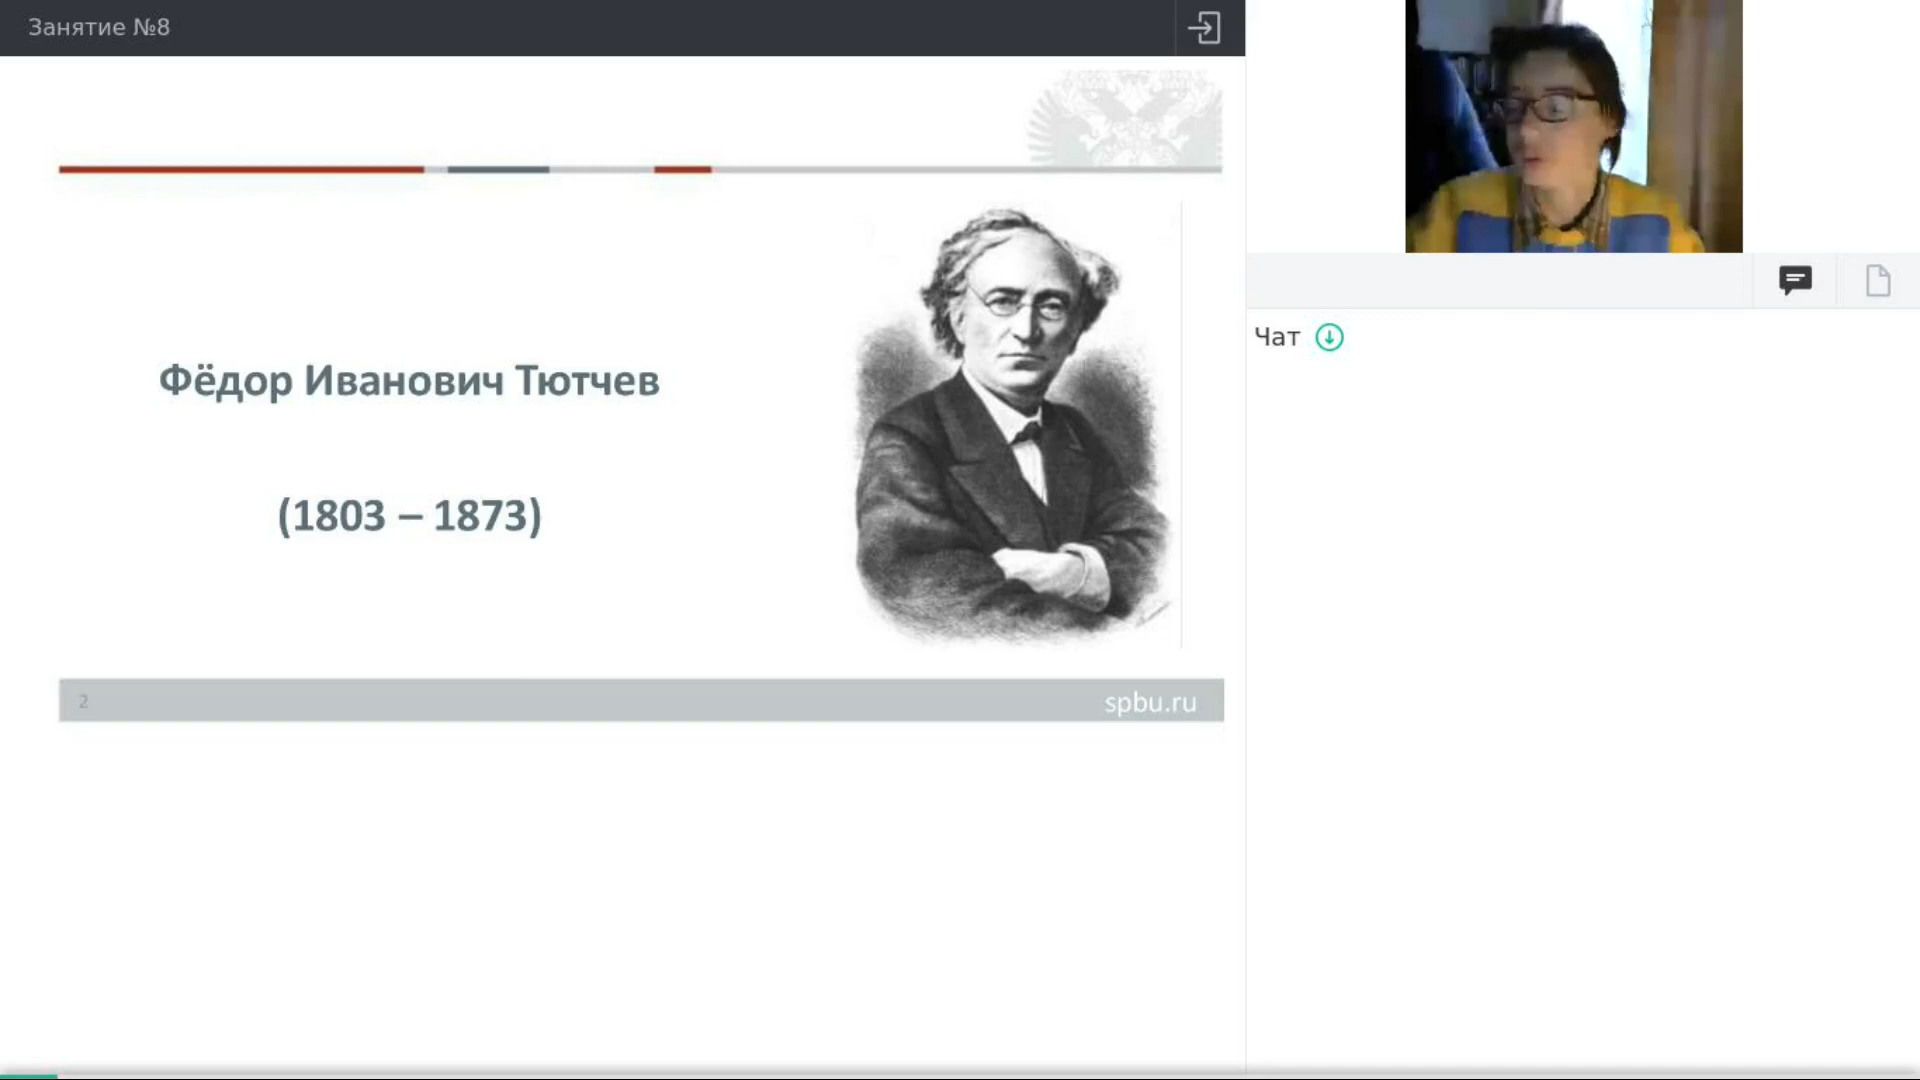 Занятие №8
Фёдор Иванович Тютчев
(1803 – 1873)
2
spbu.ru
Чат